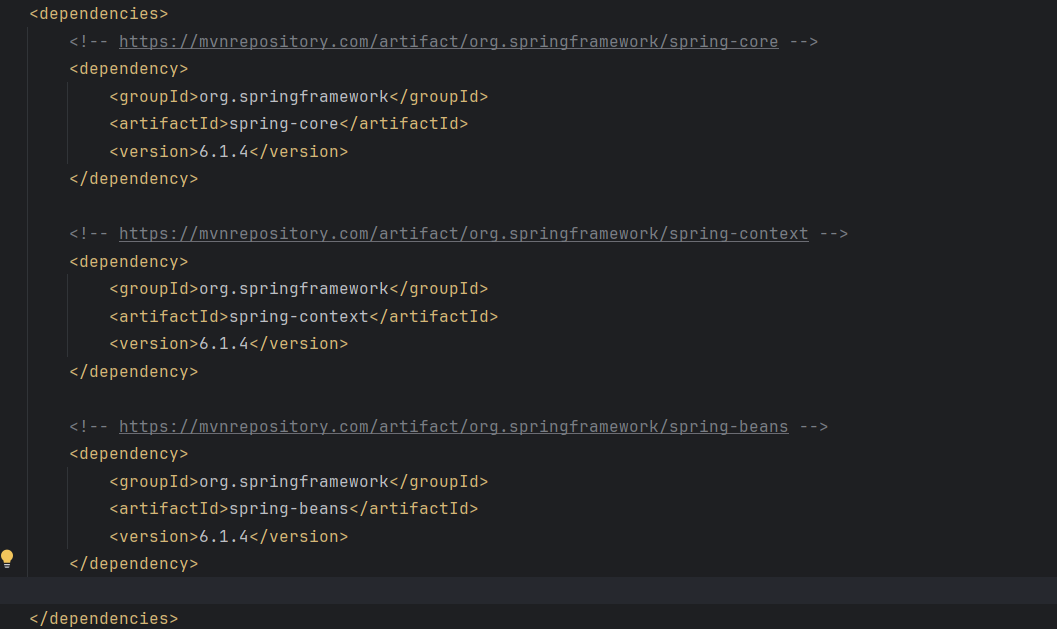 <dependencies>
<!-- https://mvnrepository.com/artifact/org.springframework/spring-core -->
<dependency>
<groupId>org.springframework</groupId>
<artifactId>spring-core</artifactId>
<version>6.1.4</version>
</dependency>
<!-- https://mvnrepository.com/artifact/org.springframework/spring-context -->
<dependency>
<groupId>org.springframework</groupId>
<artifactId>spring-context</artifactId>
<version>6.1.4</version>
</dependency>
<!-- https://mvnrepository.com/artifact/org.springframework/spring-beans -->
<dependency>
<groupId>org.springframework</groupId>
<artifactId>spring-beans</artifactId>
<version>6.1.4</version>
</dependency>
</dependencies>